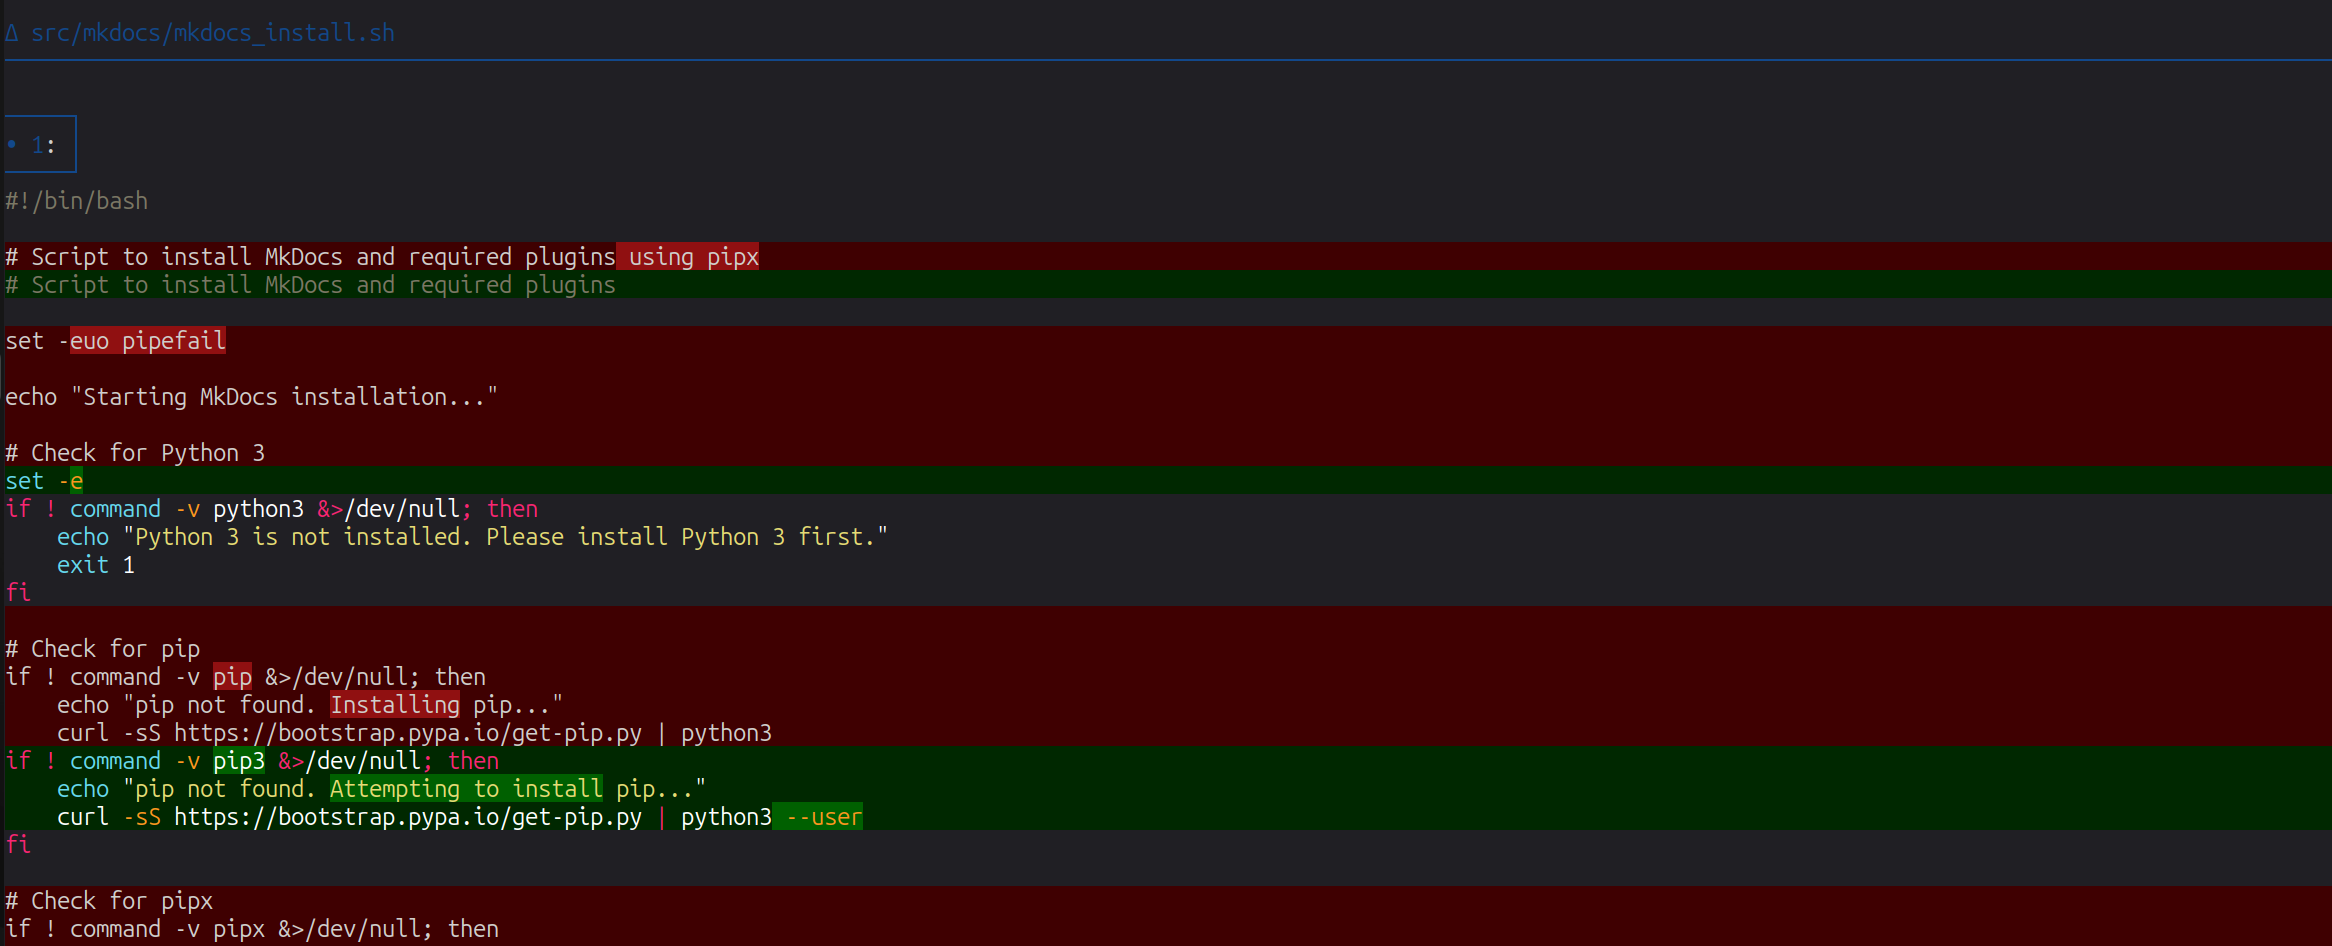 Δ src/mkdocs/mkdocs_install.sh
• 1:
#!/bin/bash
# Script to install MkDocs and required plugins using pipx
# Script to install MkDocs and required plugins
set -euo pipefail
echo "Starting MkDocs installation..."
# Check for Python 3
set -e
if ! command -v python3 &>/dev/null; then
    echo "Python 3 is not installed. Please install Python 3 first."
    exit 1
fi
# Check for pip
if ! command -v pip &>/dev/null; then
    echo "pip not found. Installing pip..."
    curl -sS https://bootstrap.pypa.io/get-pip.py | python3
if ! command -v pip3 &>/dev/null; then
    echo "pip not found. Attempting to install pip..."
    curl -sS https://bootstrap.pypa.io/get-pip.py | python3 --user
fi
# Check for pipx
if ! command -v pipx &>/dev/null; then